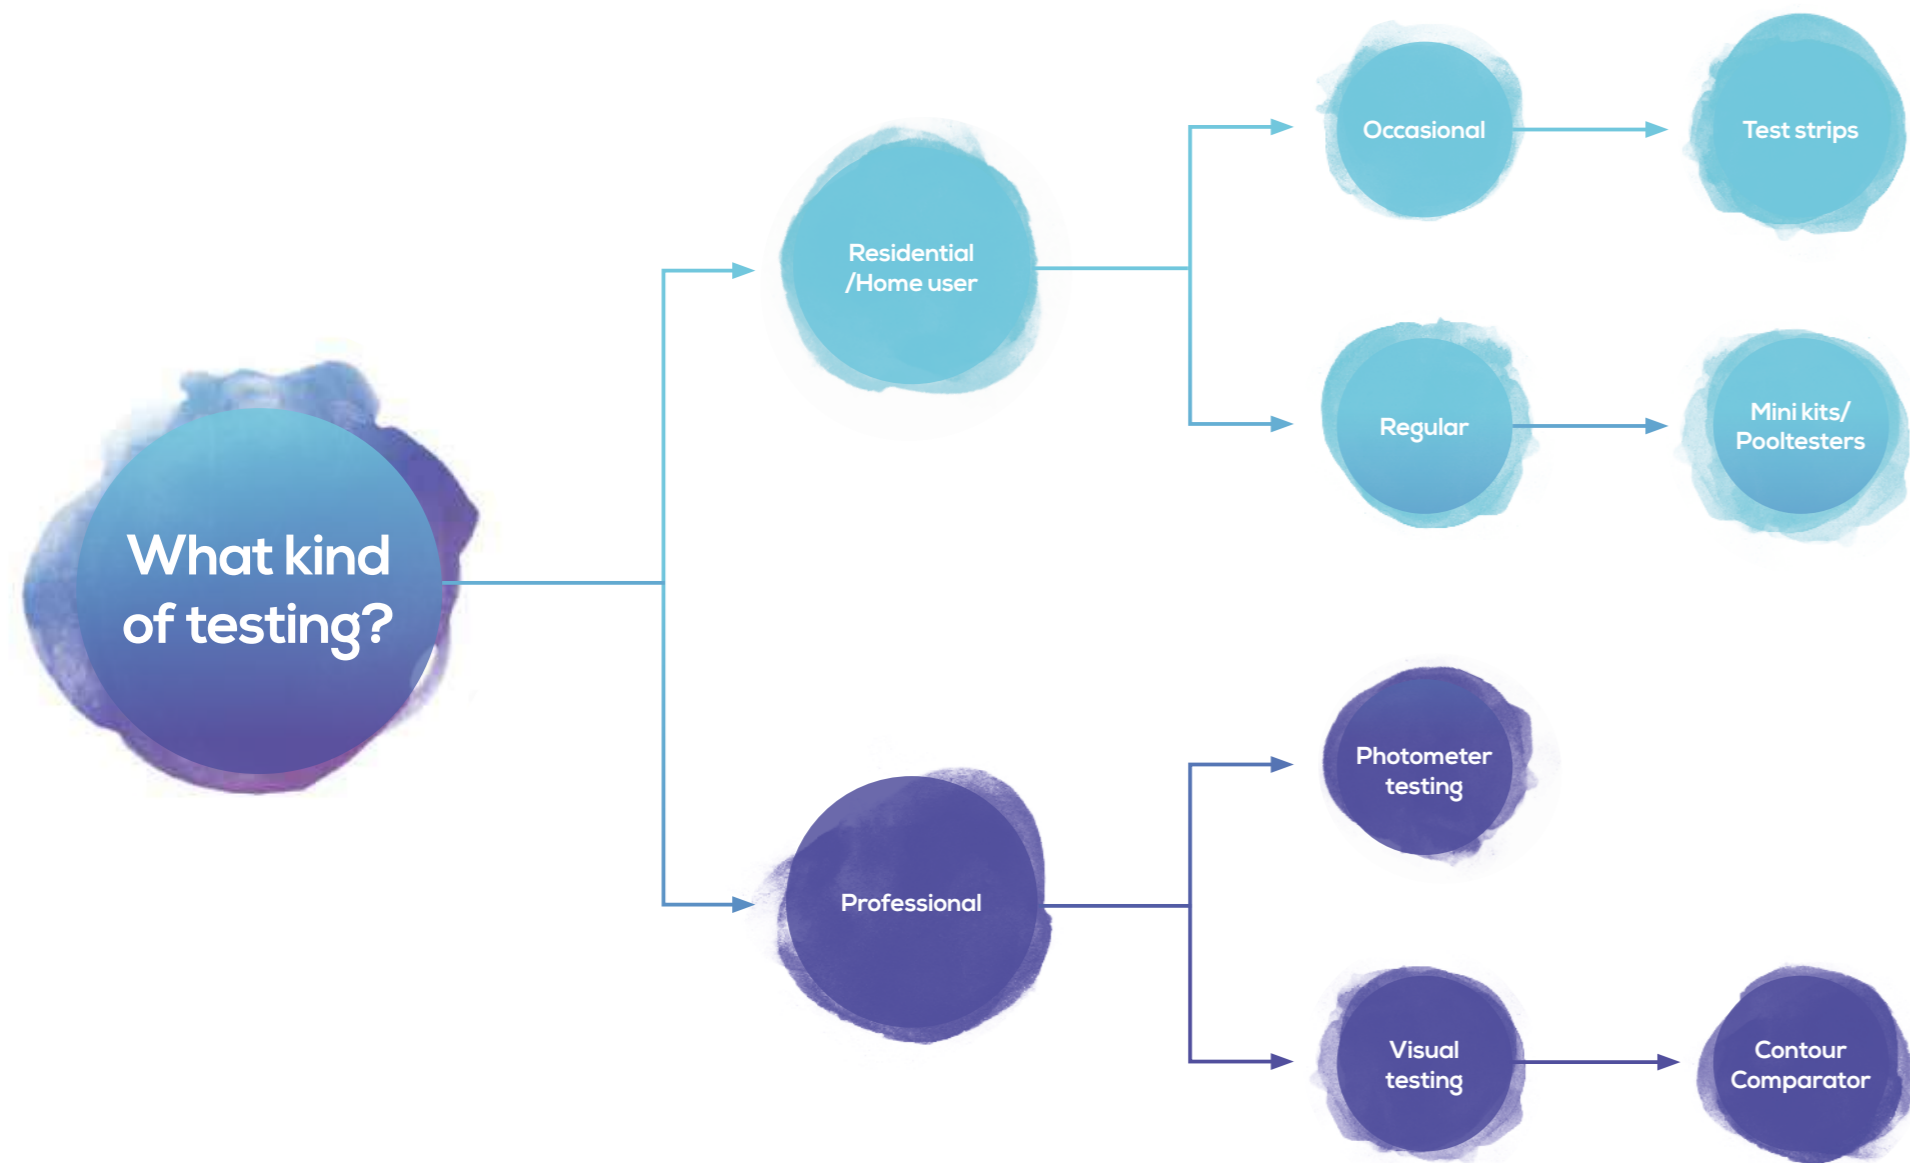 What kind
of testing?
Residential
/Home user
Occasional
Test strips
Regular
Mini kits/
Pooltesters
Professional
Photometer
testing
Visual
testing
Contour
Comparator